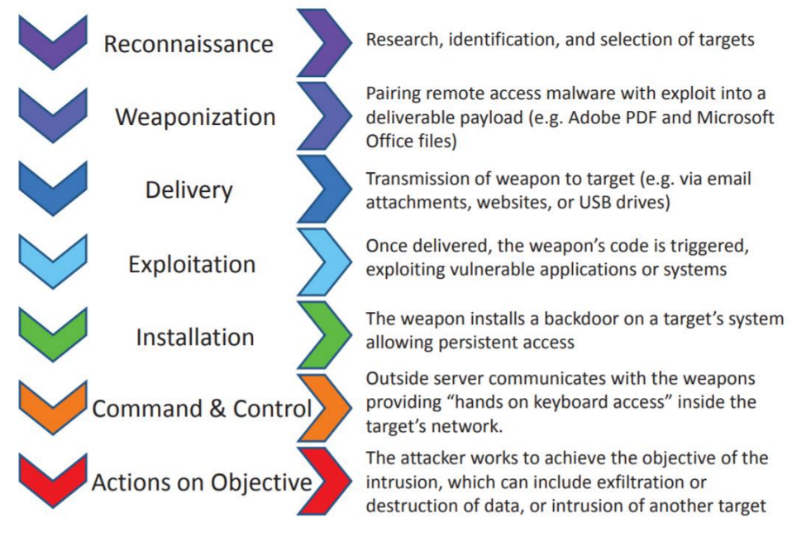 Reconnaissance
Research, identification, and selection of targets
Weaponization
Pairing remote access malware with exploit into a
deliverable payload (e.g. Adobe PDF and Microsoft
Office files)
Delivery
Transmission of weapon to target (e.g. via email
attachments, websites, or USB drives)
Exploitation
Once delivered, the weapon's code is triggered,
exploiting vulnerable applications or systems
Installation
The weapon installs a backdoor on a target's system
allowing persistent access
Command & Control
Outside server communicates with the weapons
providing “hands on keyboard access” inside the
target's network.
Actions on Objective
The attacker works to achieve the objective of the
intrusion, which can include exfiltration or
destruction of data, or intrusion of another target